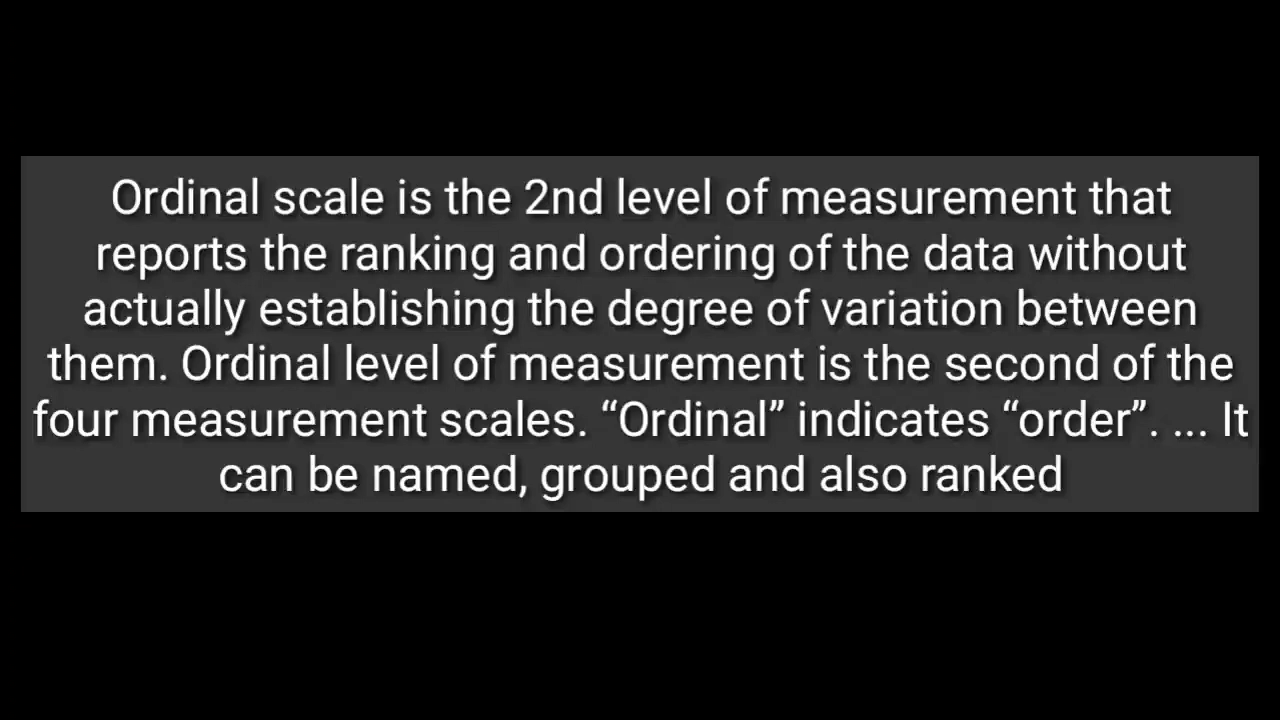 Ordinal scale is the 2nd level of measurement that
reports the ranking and ordering of the data without
actually establishing the degree of variation between
them. Ordinal level of measurement is the second of the
four measurement scales. “Ordinal” indicates “order”. ... It
can be named, grouped and also ranked